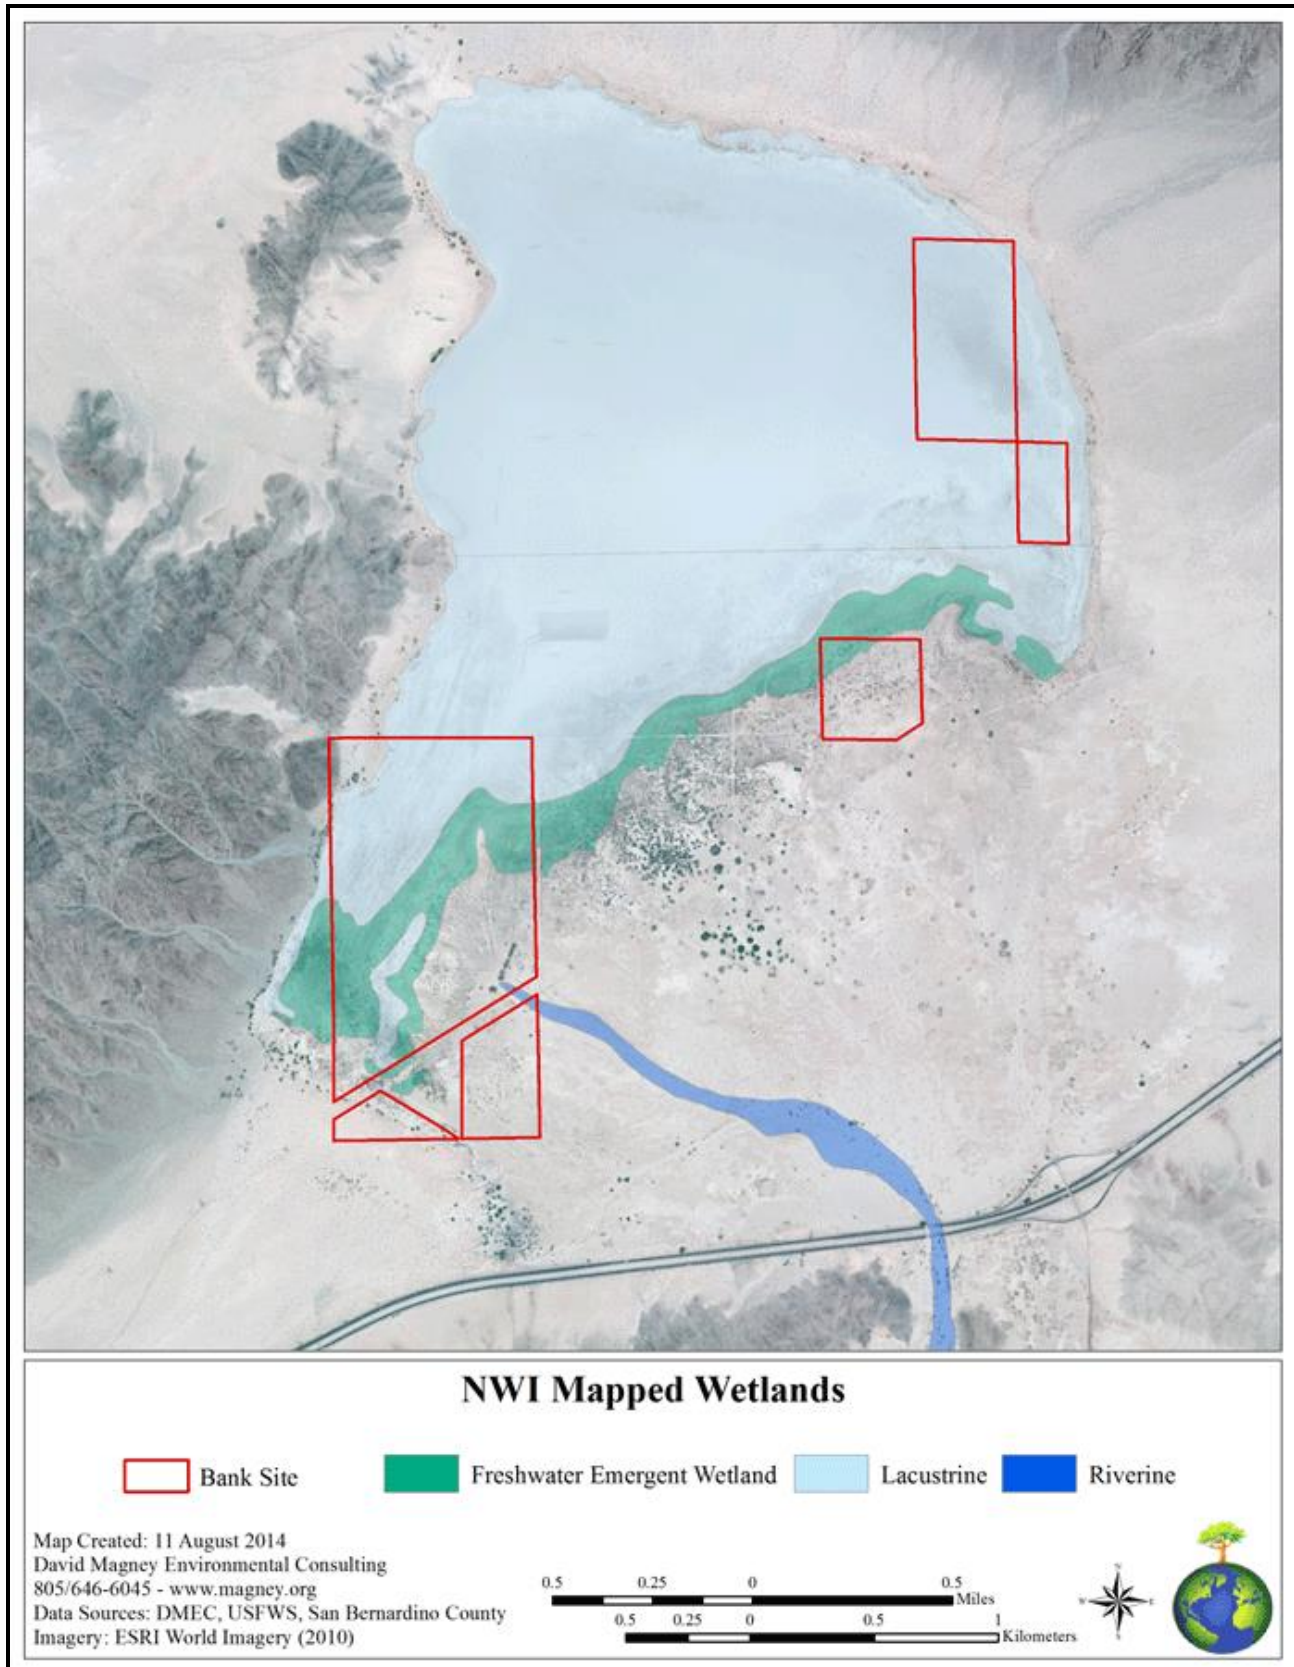 NWI Mapped Wetlands
Bank Site
Freshwater Emergent Wetland
Lacustrine
Riverine
Map Created: 11 August 2014
David Magney Environmental Consulting
805/646-6045 - www.magney.org
Data Sources: DMEC, USFWS, San Bernardino County
Imagery: ESRI World Imagery (2010)
0.5 0.25 0 0.5
Miles
0.5 0.25 0 0.5 1
Kilometers
N
W E
S